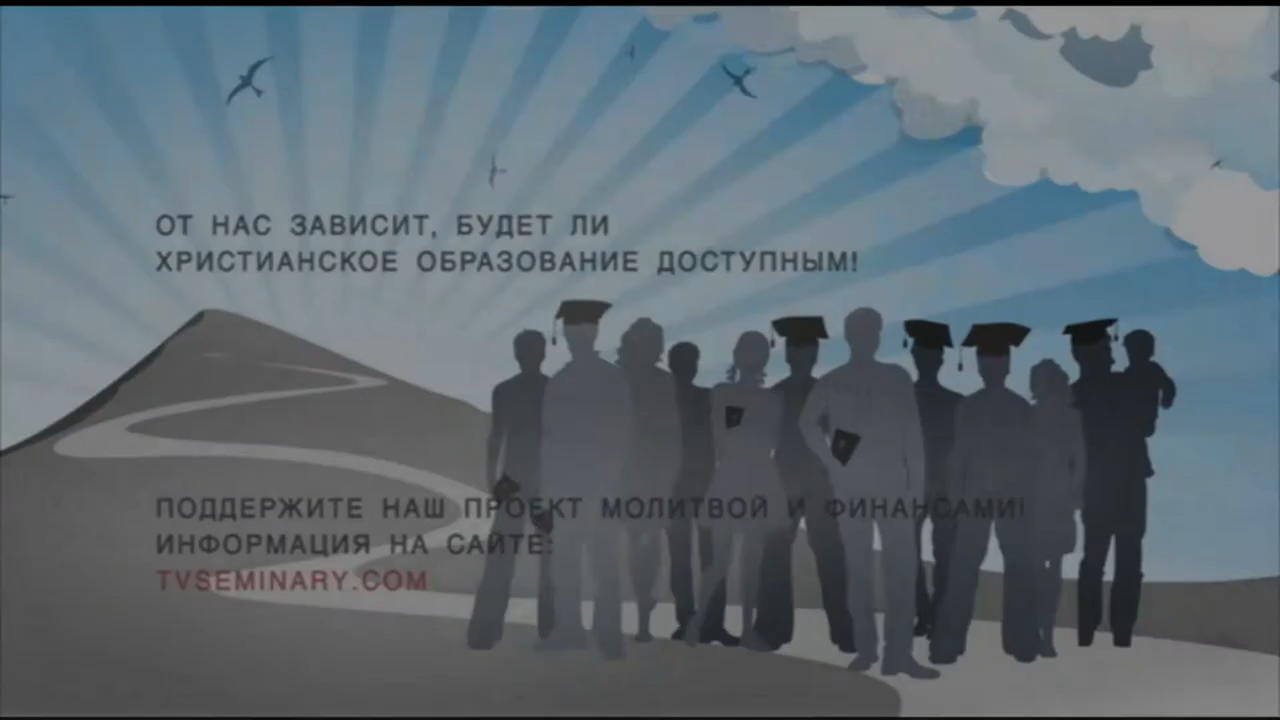 ОТ НАС ЗАВИСИТ, БУДЕТ ЛИ
ХРИСТИАНСКОЕ ОБРАЗОВАНИЕ ДОСТУПНЫМ!
ПОДДЕРЖИТЕ НАШ ПРОЕКТ МОЛИТВОЙ И ФИНАНСАМИ!
ИНФОРМАЦИЯ НА САЙТЕ:
TVSEMINARY.COM